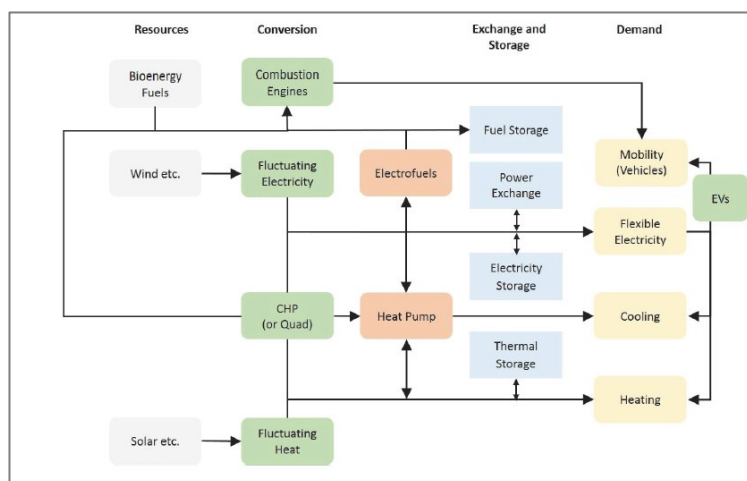 Resources
Conversion
Exchange and
Storage
Demand
Bioenergy
Fuels
Combustion
Engines
Fuel Storage
Mobility
(Vehicles)
Wind etc.
Fluctuating
Electricity
Electrofuels
Power
Exchange
EVs
Flexible
Electricity
Electricity
Storage
CHP
(or Quad)
Heat Pump
Cooling
Thermal
Storage
Heating
Solar etc.
Fluctuating
Heat